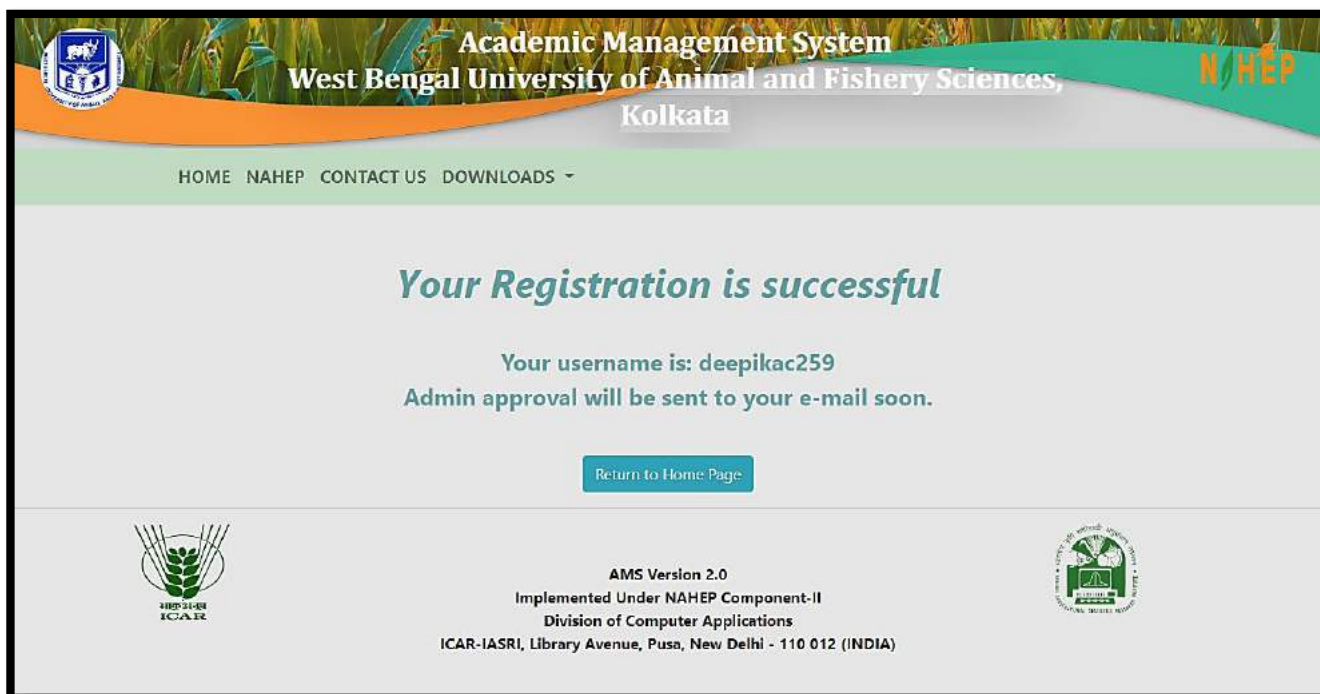 Academic Management System
West Bengal University of Animal and Fishery Sciences,
Kolkata
NAHEP
HOME NAHEP CONTACT US DOWNLOADS
Your Registration is successful
Your username is: deepikac259
Admin approval will be sent to your e-mail soon.
Return to Home Page
ICAR
AMS Version 2.0
Implemented Under NAHEP Component-II
Division of Computer Applications
ICAR-IASRI, Library Avenue, Pusa, New Delhi - 110 012 (INDIA)